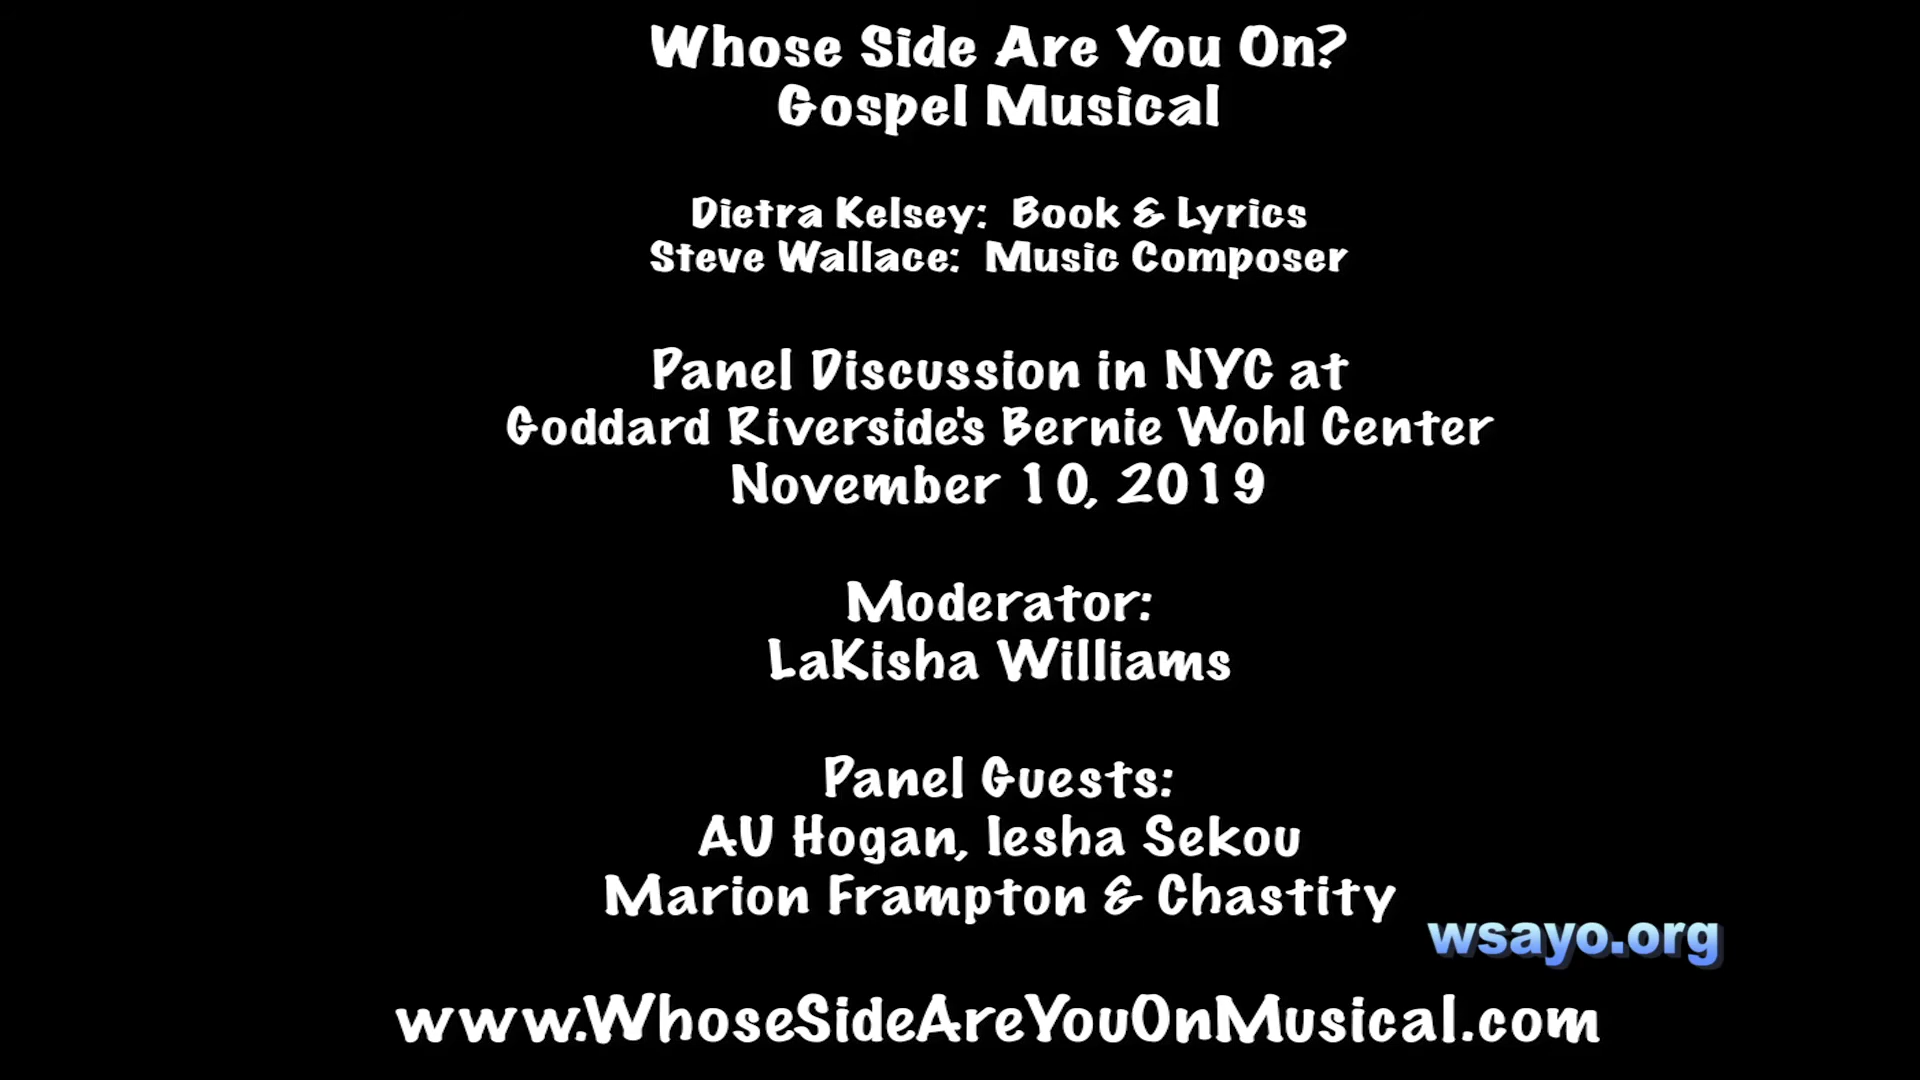 Whose Side Are You On?
Gospel Musical
Dietra Kelsey:  Book & Lyrics
Steve Wallace:  Music Composer
Panel Discussion in NYC at
Goddard Riverside's Bernie Wohl Center
November 10, 2019
Moderator:
LaKisha Williams
Panel Guests:
AU Hogan, Iesha Sekou
Marion Frampton & Chastity
wsayo.org
www.WhoseSideAreYouOnMusical.com